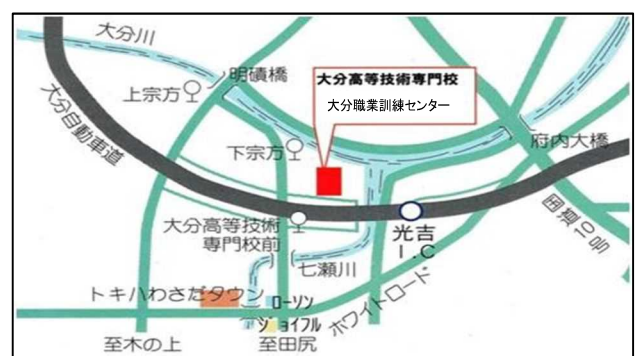 大分川
明磧橋
大分高等技術専門校
大分職業訓練センター
上宗方
大分自動車道
下宗方
府内大橋
国道10号
大分高等技術
専門校前
光吉
I.C
七瀬川
トキハわさだタウン
ローソン
ホワイトロード
ジョイフル
至木の上
至田尻